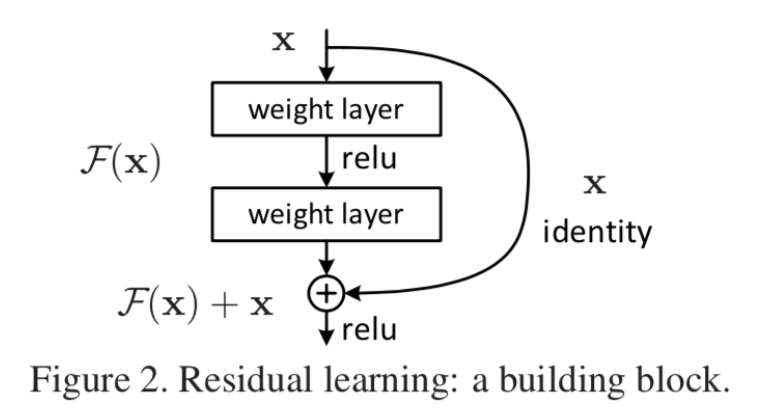 x
weight layer
F(x)
relu
x
weight layer
identity
F(x) + x
relu
Figure 2. Residual learning: a building block.